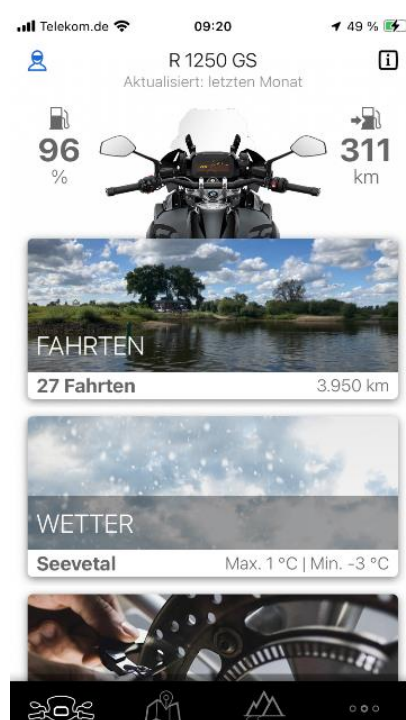 Telekom.de 09:20 49 %
R 1250 GS
Aktualisiert: letzten Monat
96 311
% km
FAHRTEN
27 Fahrten 3.950 km
WETTER
Seevetal Max. 1 °C | Min. -3 °C